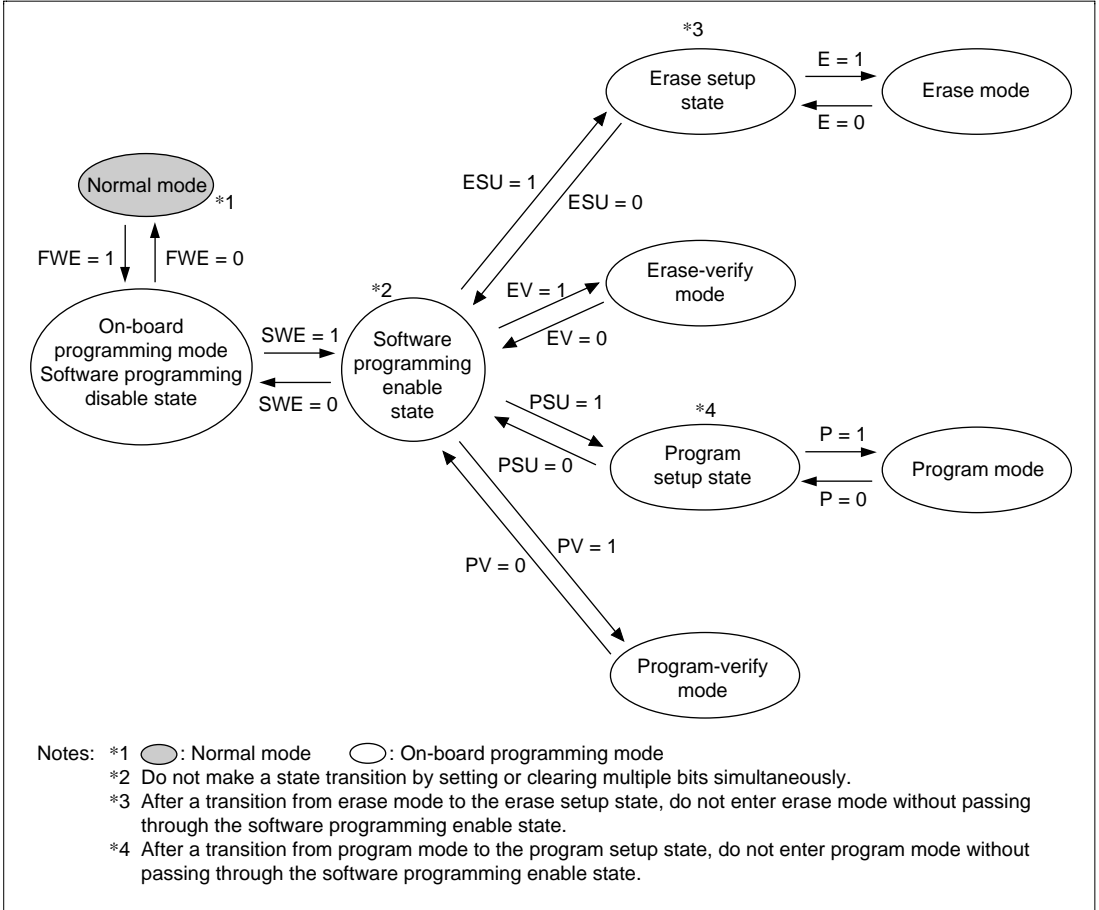 *3
Erase setup
state
E = 1
E = 0
Erase mode
Normal mode
*1
FWE = 1
FWE = 0
ESU = 1
ESU = 0
On-board
programming mode
Software programming
disable state
SWE = 1
SWE = 0
*2
Software
programming
enable
state
EV = 1
EV = 0
Erase-verify
mode
PSU = 1
PSU = 0
*4
Program
setup state
P = 1
P = 0
Program mode
PV = 1
PV = 0
Program-verify
mode
Notes: *1 : Normal mode : On-board programming mode
*2 Do not make a state transition by setting or clearing multiple bits simultaneously.
*3 After a transition from erase mode to the erase setup state, do not enter erase mode without passing
through the software programming enable state.
*4 After a transition from program mode to the program setup state, do not enter program mode without
passing through the software programming enable state.